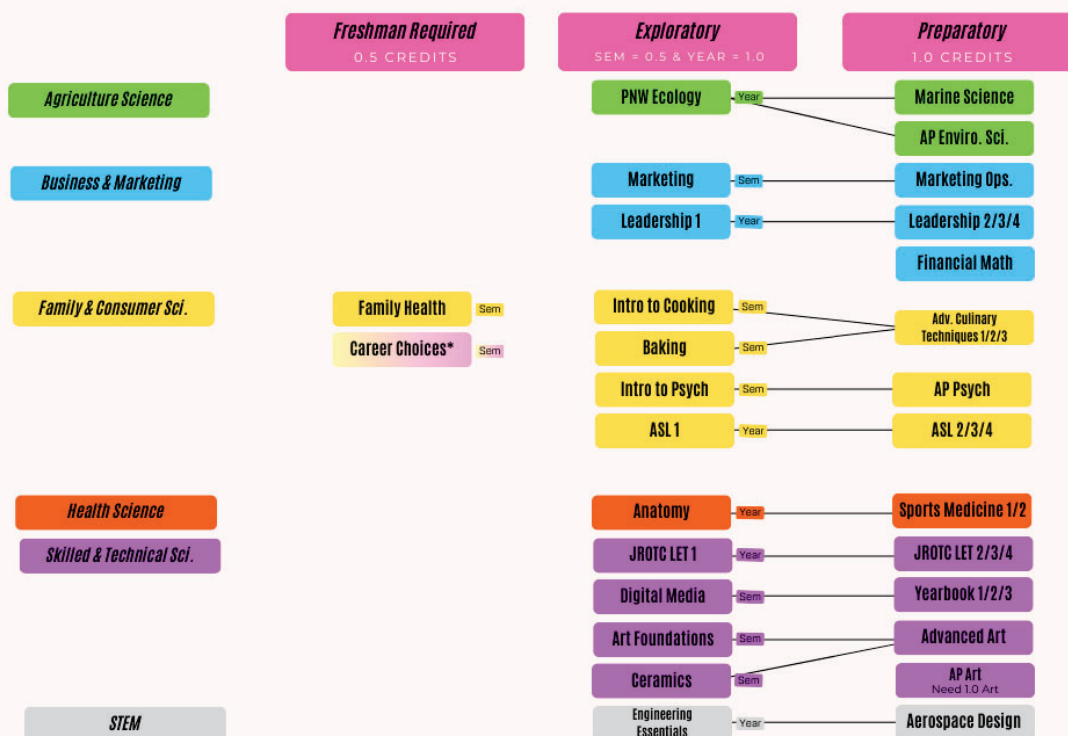 Freshman Required
0.5 CREDITS
Exploratory
SEM = 0.5 & YEAR = 1.0
Preparatory
1.0 CREDITS
Agriculture Science
PNW Ecology
Year
Marine Science
AP Enviro. Sci.
Business & Marketing
Marketing
Sem
Marketing Ops.
Leadership 1
Year
Leadership 2/3/4
Financial Math
Family & Consumer Sci.
Family Health
Sem
Intro to Cooking
Sem
Adv. Culinary
Techniques 1/2/3
Career Choices*
Sem
Baking
Sem
Intro to Psych
Sem
AP Psych
ASL 1
Year
ASL 2/3/4
Health Science
Anatomy
Year
Sports Medicine 1/2
Skilled & Technical Sci.
JROTC LET 1
Year
JROTC LET 2/3/4
Digital Media
Sem
Yearbook 1/2/3
Art Foundations
Sem
Advanced Art
Ceramics
Sem
AP Art
Need 1.0 Art
STEM
Engineering
Essentials
Year
Aerospace Design